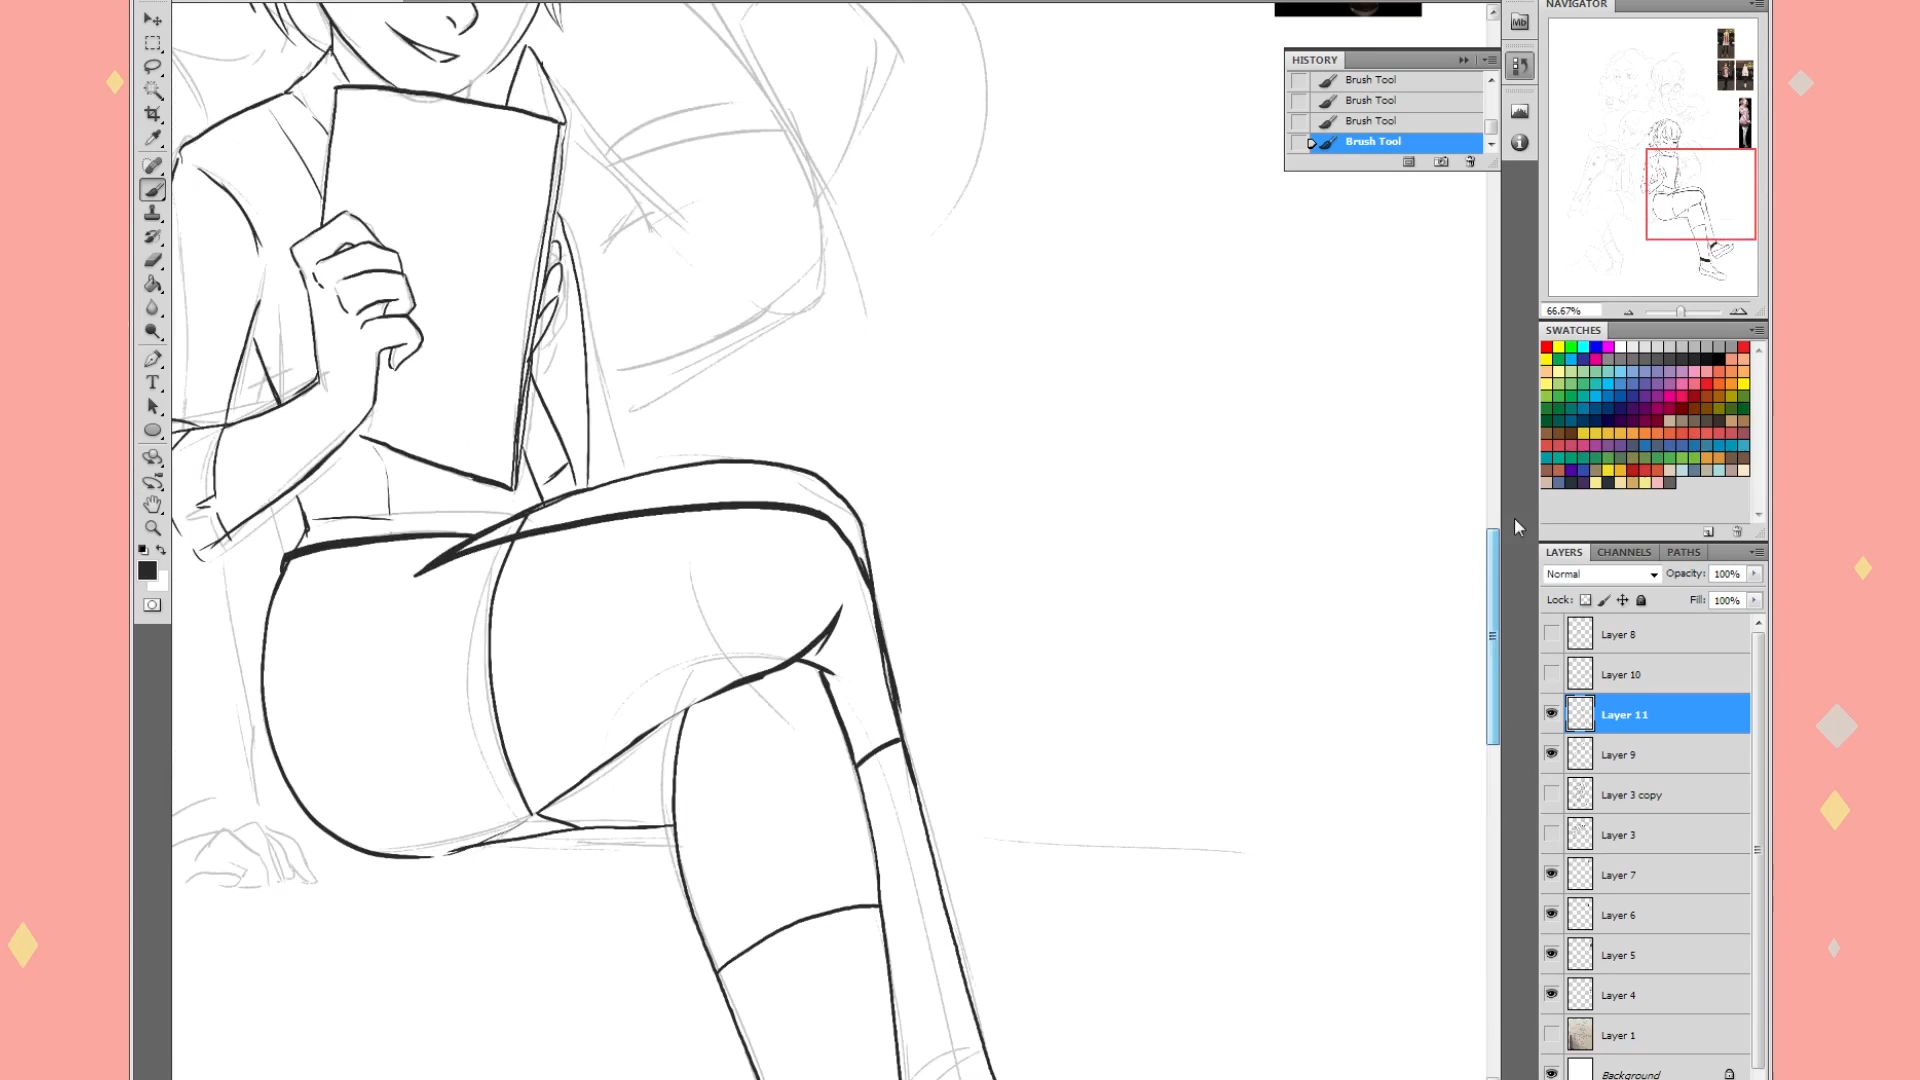 NAVIGATOR
Mb
HISTORY
Brush Tool
Brush Tool
Brush Tool
Brush Tool
T
66.67%
SWATCHES
LAYERS CHANNELS PATHS
Normal Opacity: 100%
Lock: Fill: 100%
Layer 8
Layer 10
Layer 11
Layer 9
Layer 3 copy
Layer 3
Layer 7
Layer 6
Layer 5
Layer 4
Layer 1
Background